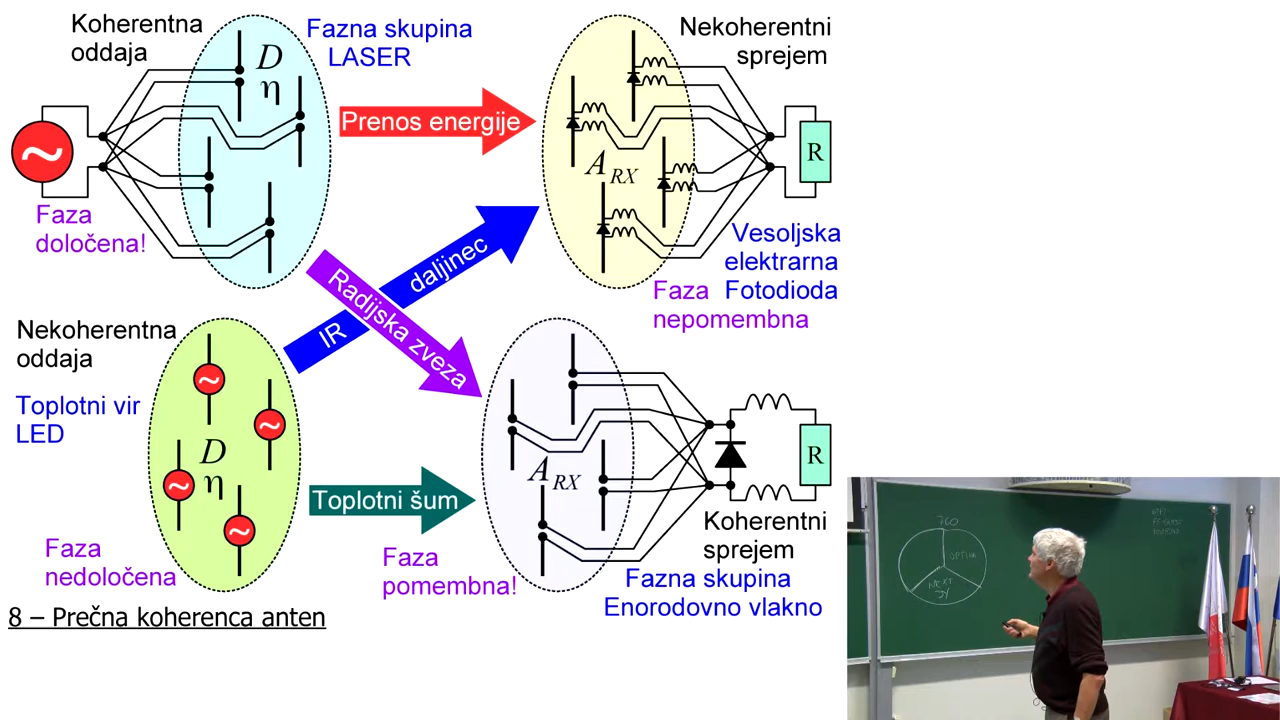 Koherentna
oddaja
Fazna skupina
LASER
D
η
Faza
določena!
Prenos energije
Nekoherentni
sprejem
A RX
R
Vesoljska
elektrarna
Fotodioda
Faza
nepomembna
IR daljinec
Radijska zveza
Nekoherentna
oddaja
Toplotni vir
LED
D
η
Faza
nedoločena
Toplotni šum
Faza
pomembna!
A RX
R
Koherentni
sprejem
Fazna skupina
Enorodovno vlakno
8 – Prečna koherenca anten